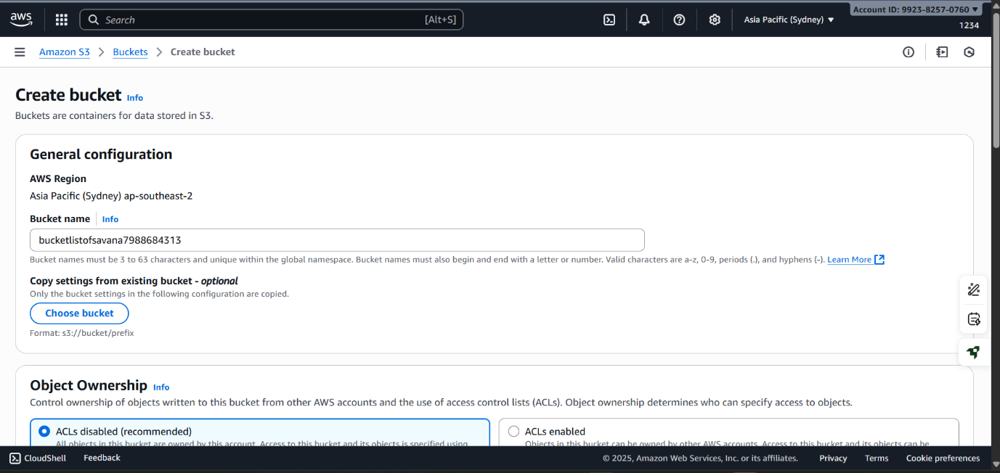 aws
Search [Alt+S]
Asia Pacific (Sydney)
Account ID: 9923-8257-0760
1234
Amazon S3 Buckets Create bucket
Create bucket Info
Buckets are containers for data stored in S3.
General configuration
AWS Region
Asia Pacific (Sydney) ap-southeast-2
Bucket name Info
bucketlistofsavana7988684313
Bucket names must be 3 to 63 characters and unique within the global namespace. Bucket names must also begin and end with a letter or number. Valid characters are a-z, 0-9, periods (.), and hyphens (-). Learn More
Copy settings from existing bucket - optional
Only the bucket settings in the following configuration are copied.
Choose bucket
Format: s3://bucket/prefix
Object Ownership Info
Control ownership of objects written to this bucket from other AWS accounts and the use of access control lists (ACLs). Object ownership determines who can specify access to objects.
ACLs disabled (recommended) ACLs enabled
All objects in this bucket are owned by this account. Access to this bucket and its objects is specified using Objects in this bucket can be owned by other AWS accounts. Access to this bucket and its objects can be
CloudShell Feedback © 2025, Amazon Web Services, Inc. or its affiliates. Privacy Terms Cookie preferences